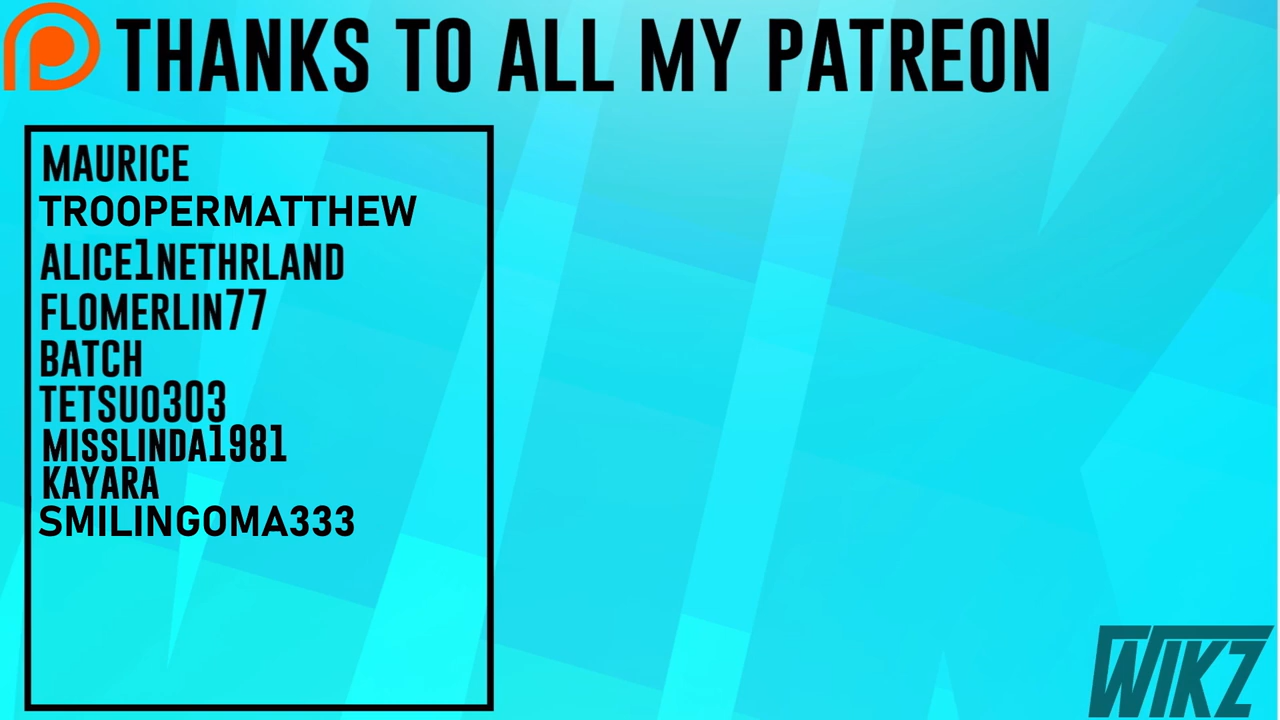 THANKS TO ALL MY PATREON
MAURICE
TROOPERMATTHEW
ALICE1NETHRLAND
FLOMERLIN77
BATCH
TETSUO303
MISSLINDA1981
KAYARA
SMILINGOMA333
WIKZ